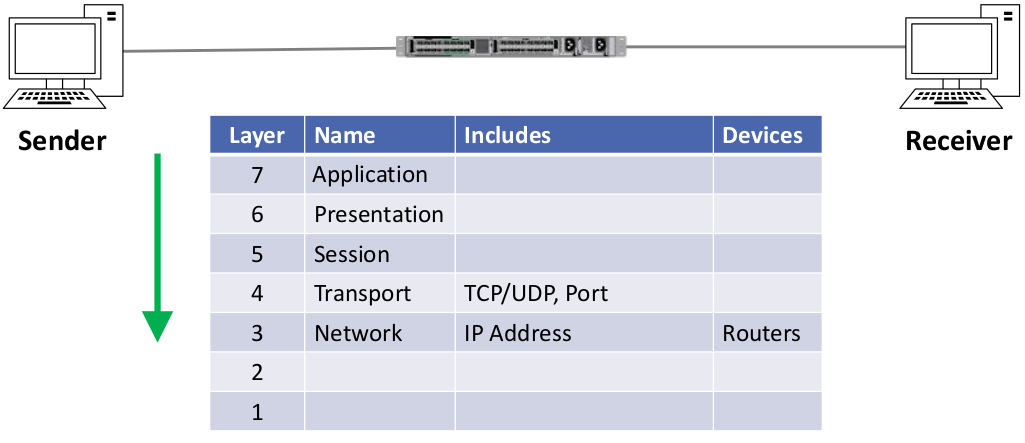 Sender
Receiver
Layer Name Includes Devices
7 Application
6 Presentation
5 Session
4 Transport TCP/UDP, Port
3 Network IP Address Routers
2
1